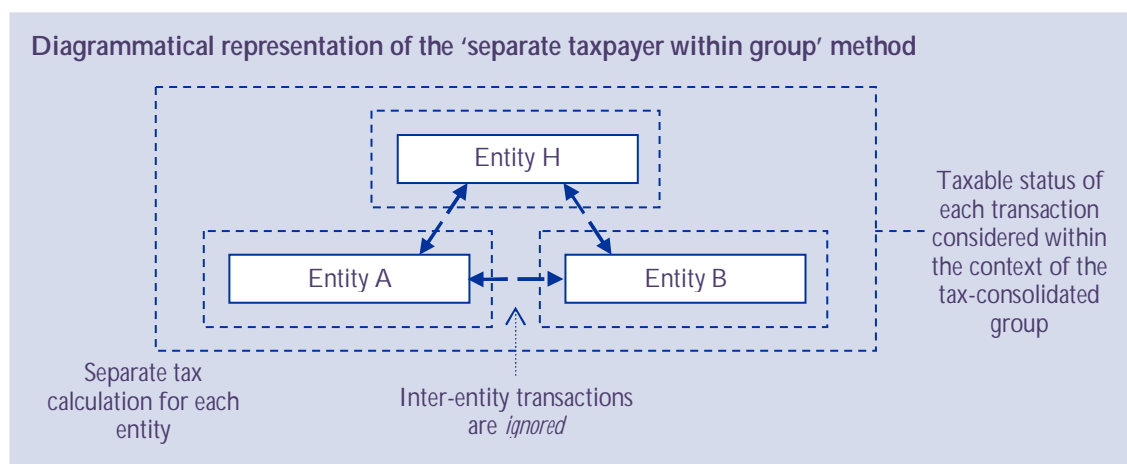 Diagrammatical representation of the ‘separate taxpayer within group’ method
Entity H
Entity A
Entity B
Taxable status of
each transaction
considered within
the context of the
tax-consolidated
group
Separate tax
calculation for each
entity
Inter-entity transactions
are ignored